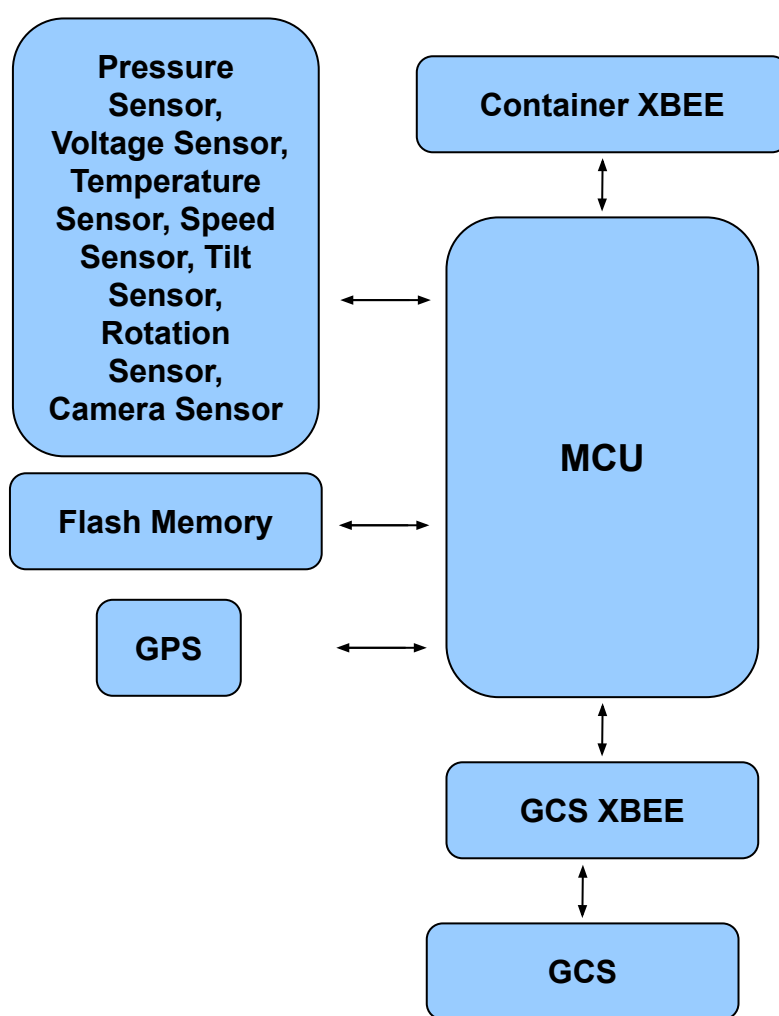 Pressure
Sensor,
Voltage Sensor,
Temperature
Sensor, Speed
Sensor, Tilt
Sensor,
Rotation
Sensor,
Camera Sensor
Container XBEE
MCU
Flash Memory
GPS
GCS XBEE
GCS